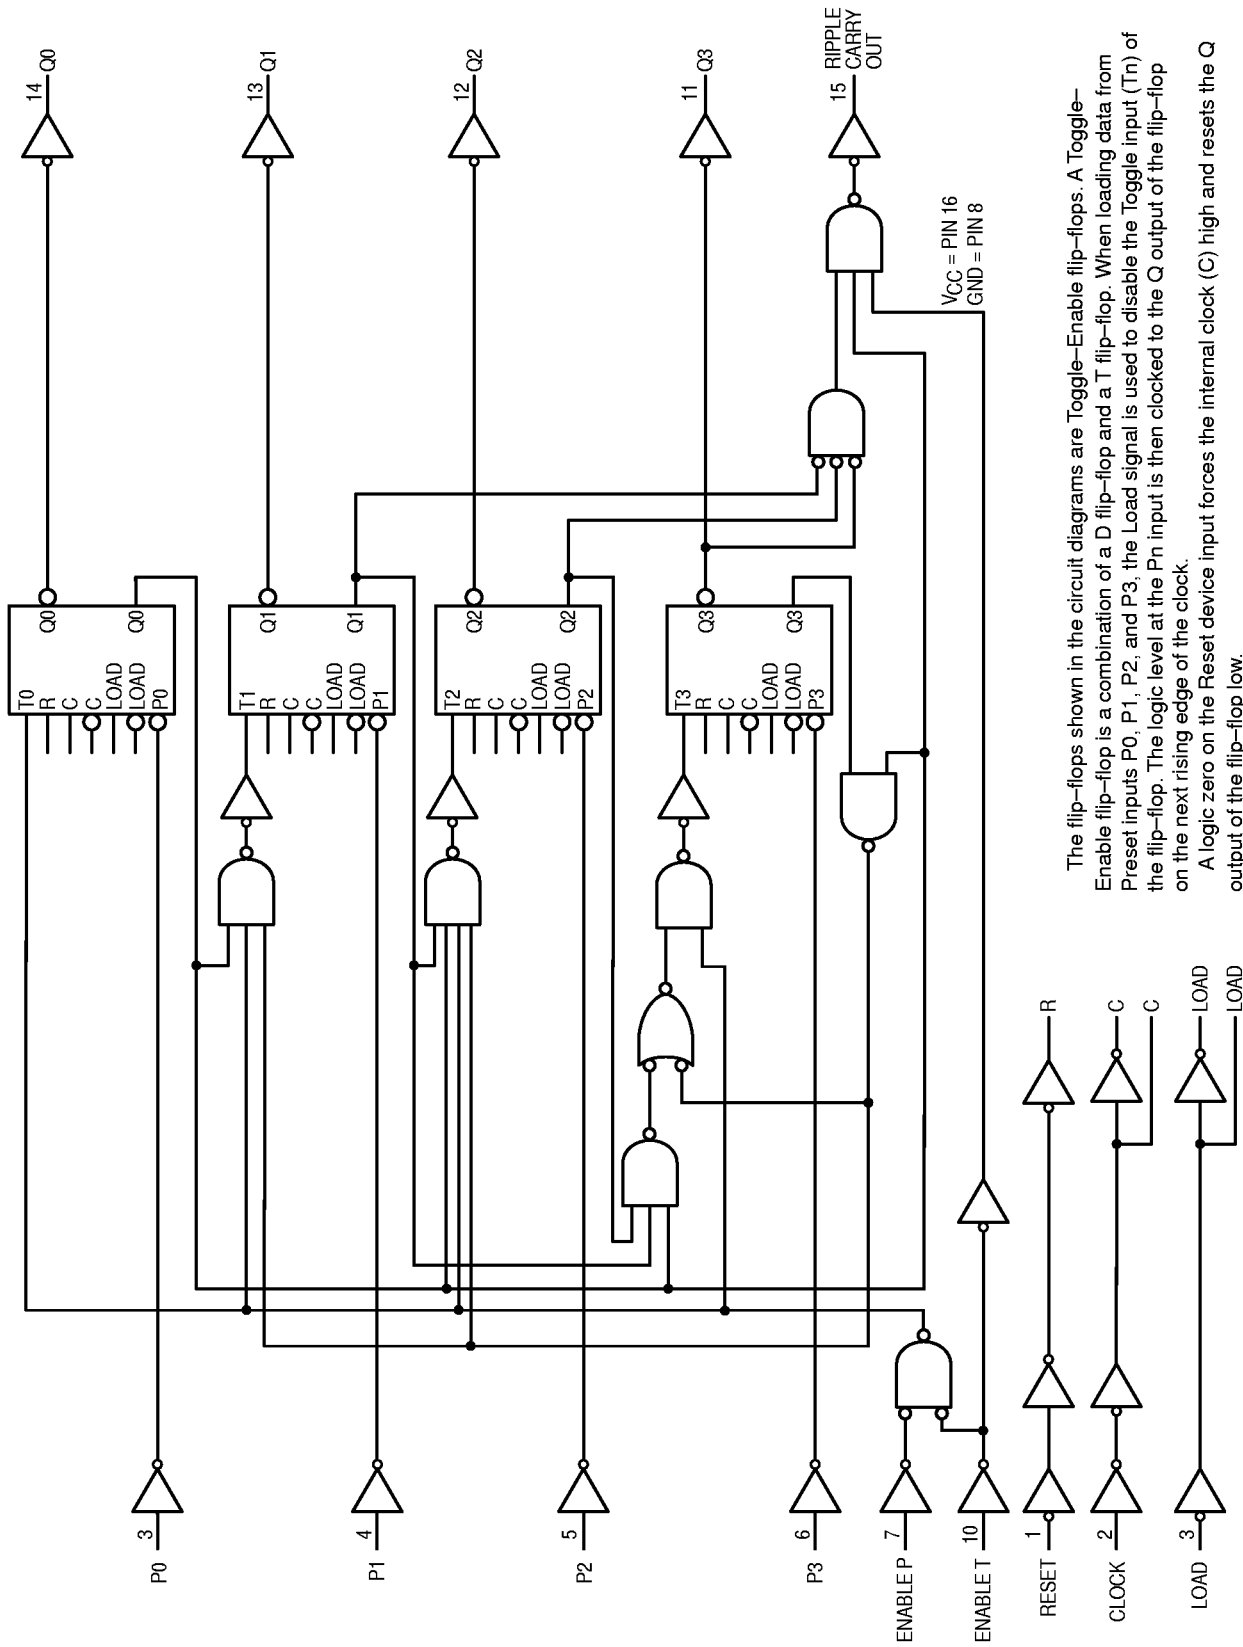 P0 3
P1 4
P2 5
P3 6
ENABLE P 7
ENABLE T 10
RESET 1
CLOCK 2
LOAD 3
R
C
C
LOAD
LOAD
T0
R
C
C
LOAD
LOAD
P0
Q0
Q0
T1
R
C
C
LOAD
LOAD
P1
Q1
Q1
T2
R
C
C
LOAD
LOAD
P2
Q2
Q2
T3
R
C
C
LOAD
LOAD
P3
Q3
Q3
14 Q0
13 Q1
12 Q2
11 Q3
15 RIPPLE
CARRY
OUT
VCC = PIN 16
GND = PIN 8
The flip–flops shown in the circuit diagrams are Toggle–Enable flip–flops. A Toggle–
Enable flip–flop is a combination of a D flip–flop and a T flip–flop. When loading data from
Preset inputs P0, P1, P2, and P3, the Load signal is used to disable the Toggle input (Tn) of
the flip–flop. The logic level at the Pn input is then clocked to the Q output of the flip–flop
on the next rising edge of the clock.
A logic zero on the Reset device input forces the internal clock (C) high and resets the Q
output of the flip–flop low.